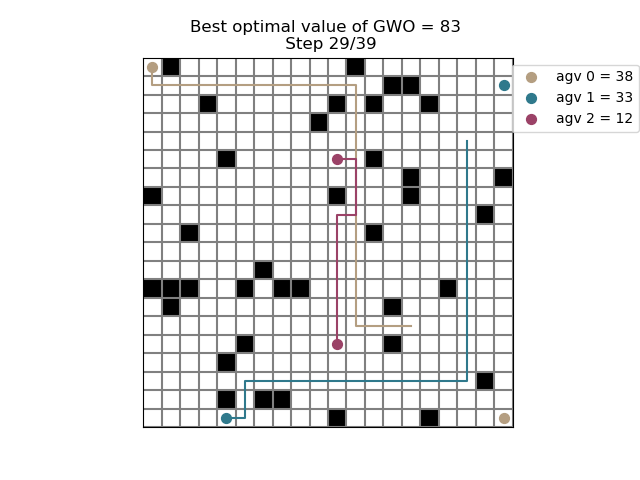 Best optimal value of GWO = 83
Step 29/39
agv 0 = 38
agv 1 = 33
agv 2 = 12